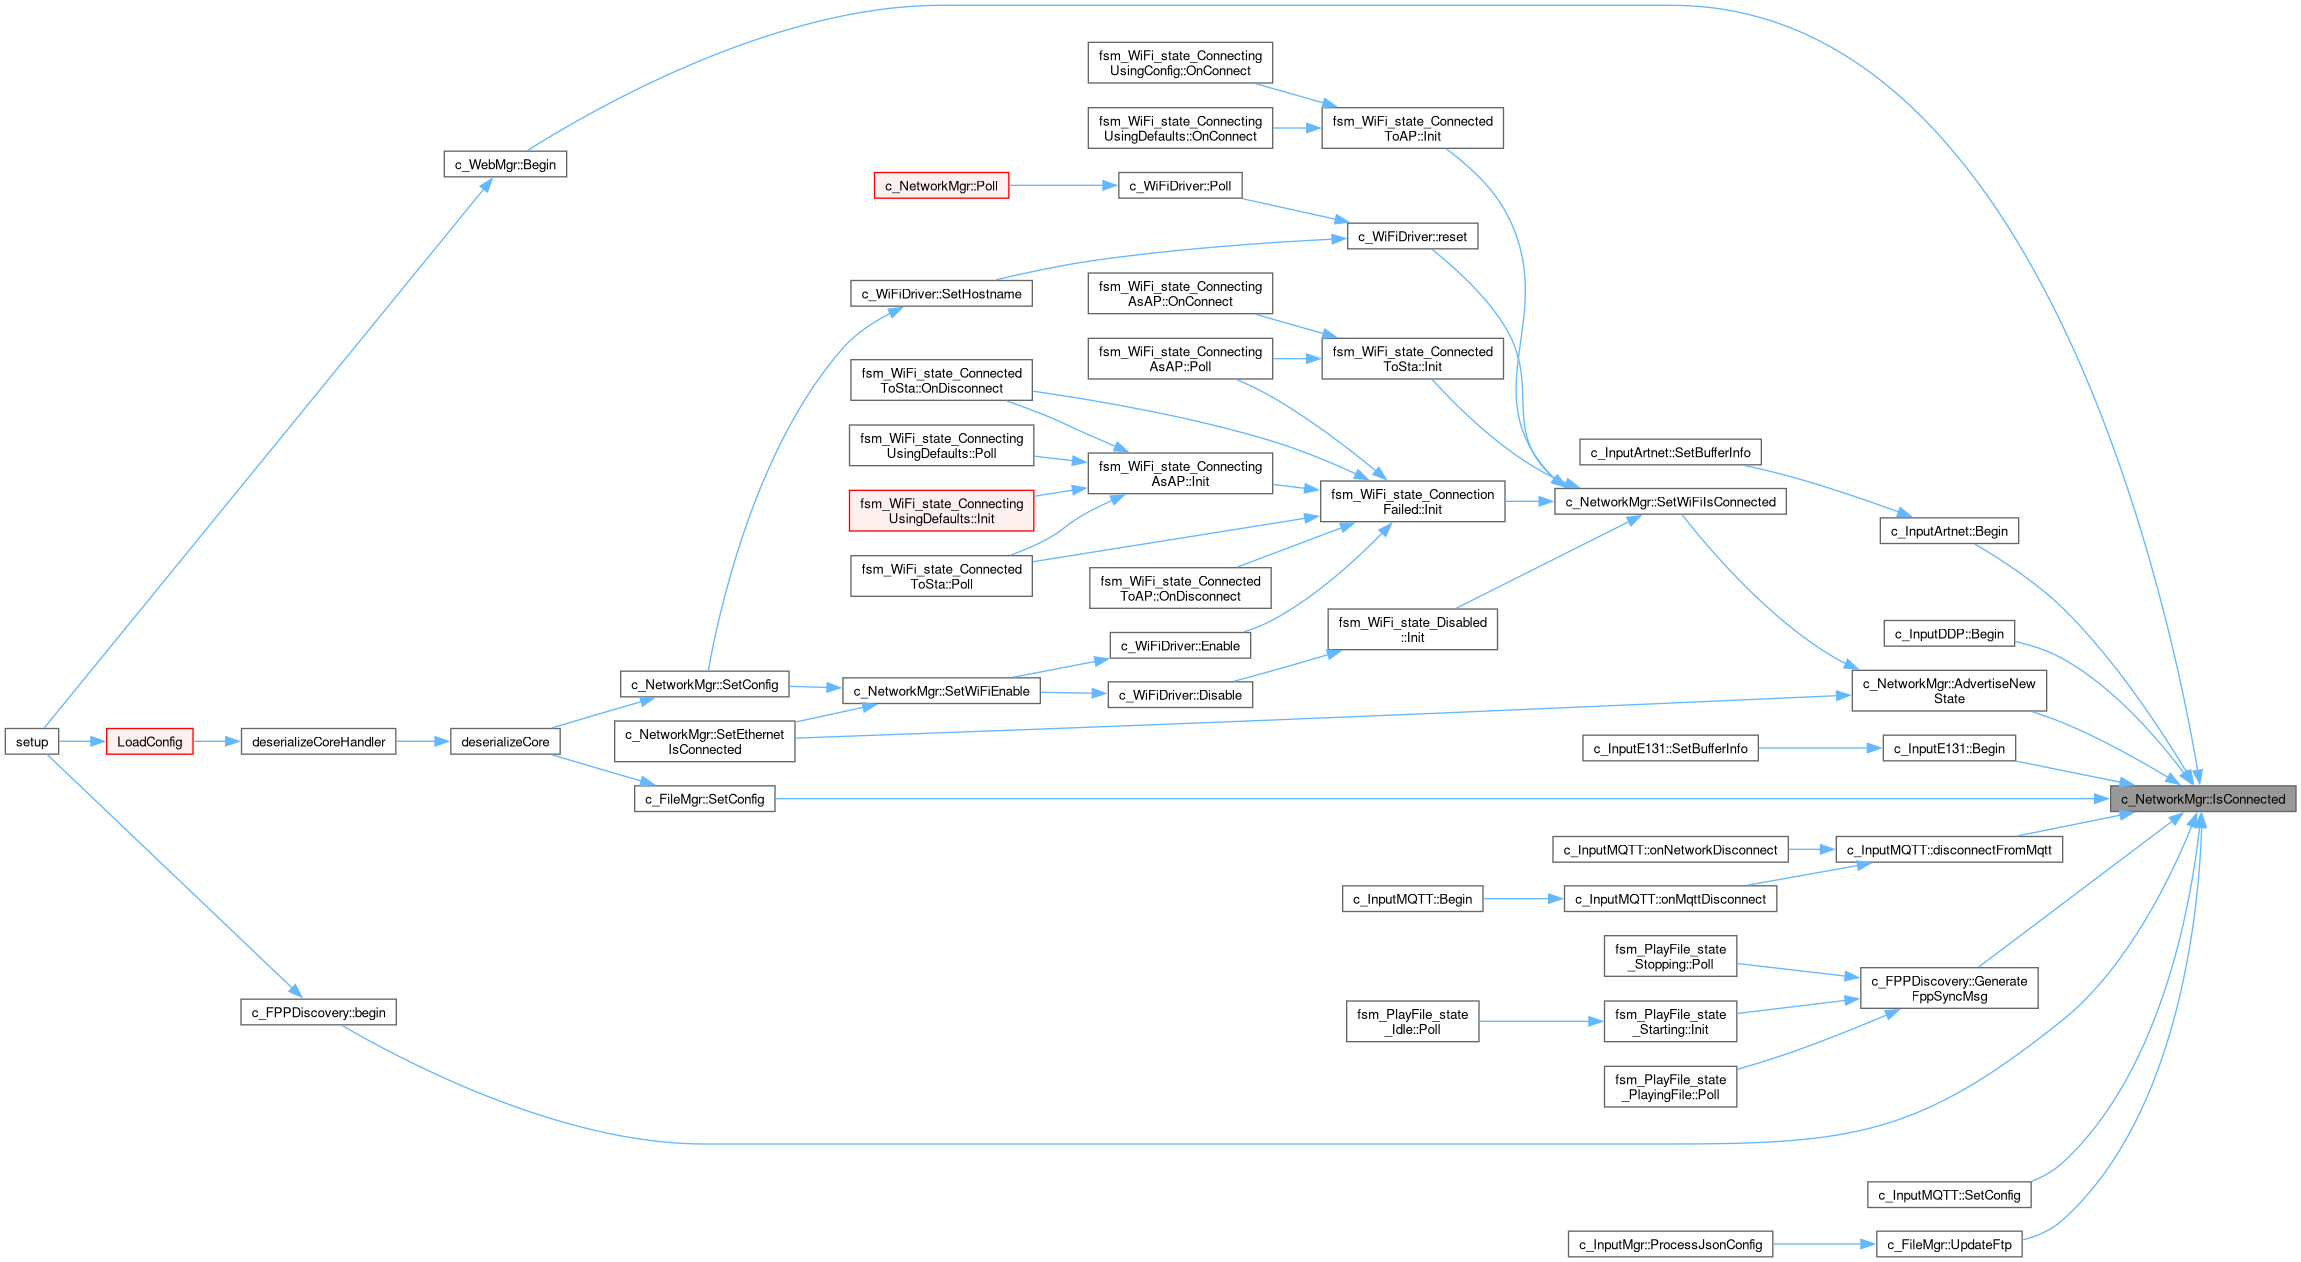 fsm_WiFi_state_Connecting
UsingConfig::OnConnect
fsm_WiFi_state_Connecting
UsingDefaults::OnConnect
fsm_WiFi_state_Connected
ToAP::Init
c_WebMgr::Begin
c_NetworkMgr::Poll
c_WiFiDriver::Poll
c_WiFiDriver::reset
c_WiFiDriver::SetHostname
fsm_WiFi_state_Connecting
AsAP::OnConnect
fsm_WiFi_state_Connecting
AsAP::Poll
fsm_WiFi_state_Connected
ToSta::Init
fsm_WiFi_state_Connected
ToSta::OnDisconnect
fsm_WiFi_state_Connecting
UsingDefaults::Poll
fsm_WiFi_state_Connecting
AsAP::Init
fsm_WiFi_state_Connecting
UsingDefaults::Init
fsm_WiFi_state_Connected
ToSta::Poll
fsm_WiFi_state_Connection
Failed::Init
fsm_WiFi_state_Connected
ToAP::OnDisconnect
c_InputArtnet::SetBufferInfo
c_NetworkMgr::SetWiFiIsConnected
c_InputArtnet::Begin
fsm_WiFi_state_Disabled
::Init
c_InputDDP::Begin
c_WiFiDriver::Enable
c_WiFiDriver::Disable
c_NetworkMgr::SetConfig
c_NetworkMgr::SetWiFiEnable
c_NetworkMgr::AdvertiseNew
State
setup
LoadConfig
deserializeCoreHandler
deserializeCore
c_NetworkMgr::SetEthernet
IsConnected
c_InputE131::SetBufferInfo
c_InputE131::Begin
c_FileMgr::SetConfig
c_NetworkMgr::IsConnected
c_InputMQTT::onNetworkDisconnect
c_InputMQTT::disconnectFromMqtt
c_InputMQTT::Begin
c_InputMQTT::onMqttDisconnect
fsm_PlayFile_state
_Stopping::Poll
c_FPPDiscovery::Generate
FppSyncMsg
c_FPPDiscovery::begin
fsm_PlayFile_state
_Idle::Poll
fsm_PlayFile_state
_Starting::Init
fsm_PlayFile_state
_PlayingFile::Poll
c_InputMQTT::SetConfig
c_InputMgr::ProcessJsonConfig
c_FileMgr::UpdateFtp